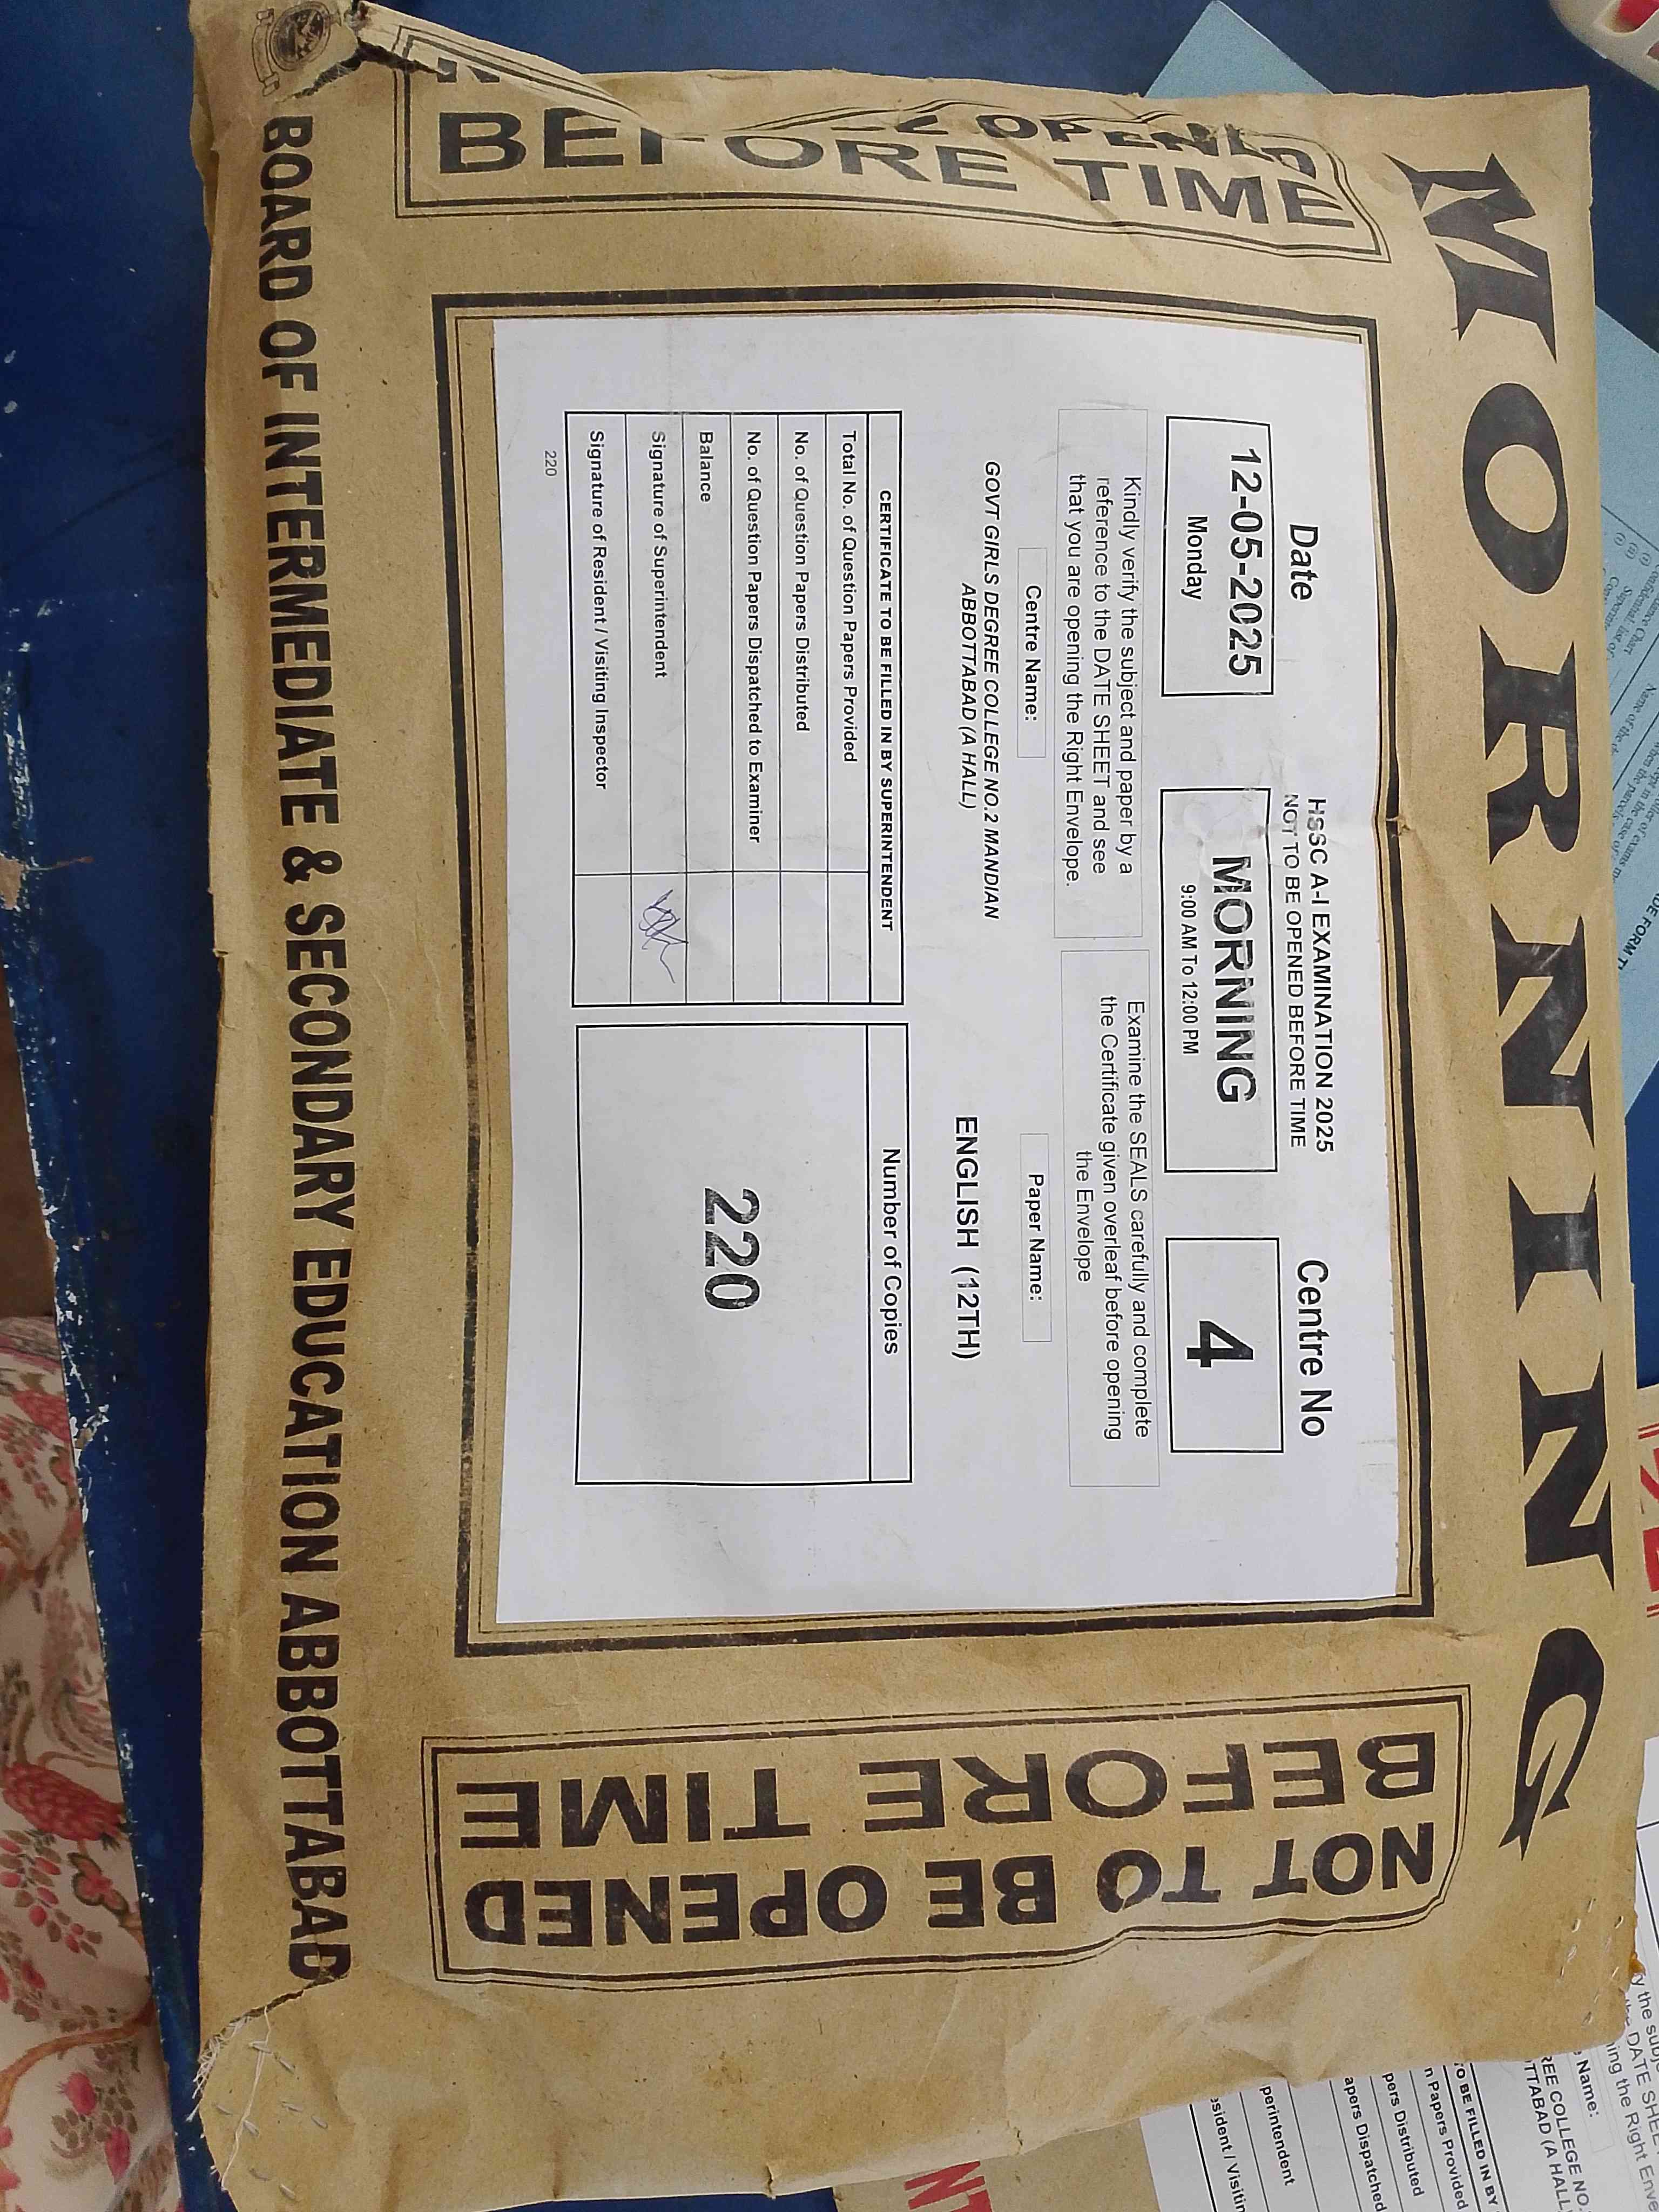 MORNING
BEFORE TIME
Date
12-05-2025
Monday
HSSC A-I EXAMINATION 2025
NOT TO BE OPENED BEFORE TIME
MORNING
9:00 AM To 12:00 PM
Centre No
4
Kindly verify the subject and paper by a
reference to the DATE SHEET and see
that you are opening the Right Envelope.
Examine the SEALS carefully and complete
the Certificate given overleaf before opening
the Envelope
Centre Name:
GOVT GIRLS DEGREE COLLEGE NO.2 MANDIAN
ABBOTTABAD (A HALL)
Paper Name:
ENGLISH (12TH)
CERTIFICATE TO BE FILLED IN BY SUPERINTENDENT
Total No. of Question Papers Provided
No. of Question Papers Distributed
No. of Question Papers Dispatched to Examiner
Balance
Signature of Superintendent
Signature of Resident / Visiting Inspector
Number of Copies
220
220
NOT TO BE OPENED
BEFORE TIME
BOARD OF INTERMEDIATE & SECONDARY EDUCATION ABBOTTABAD